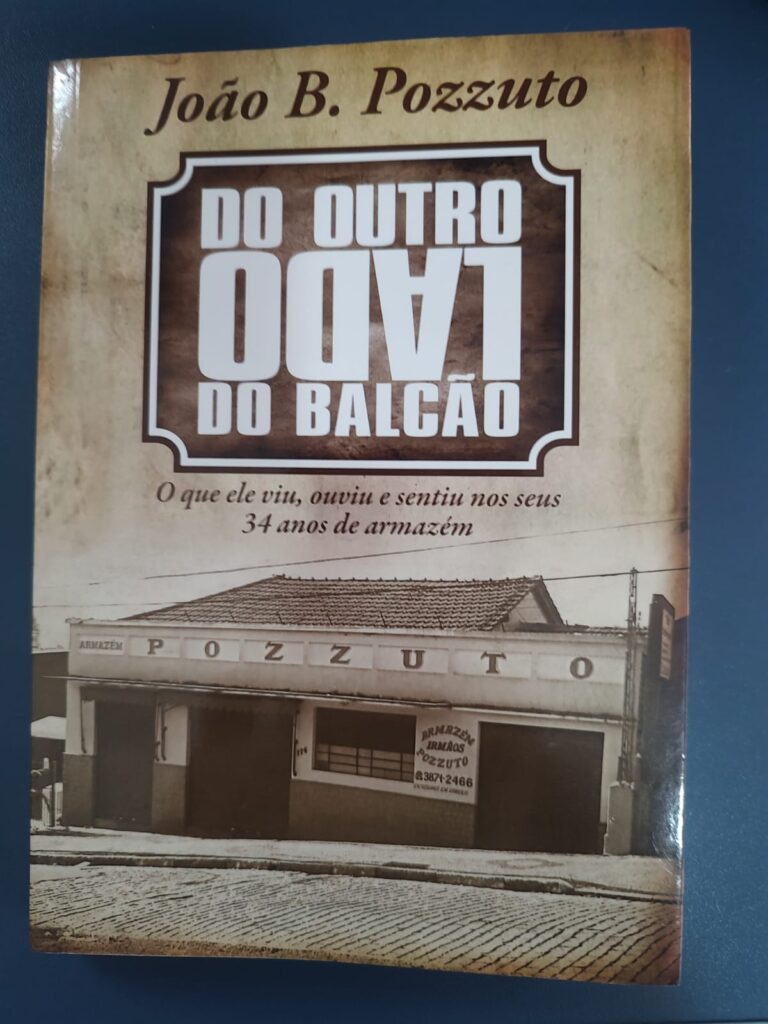 João B. Pozzuto
DO OUTRO
LADO
DO BALCÃO
O que ele viu, ouviu e sentiu nos seus
34 anos de armazém
ARMAZÉM POZZUTO
ARMAZÉM
IRMÃOS
POZZUTO
3871-2466